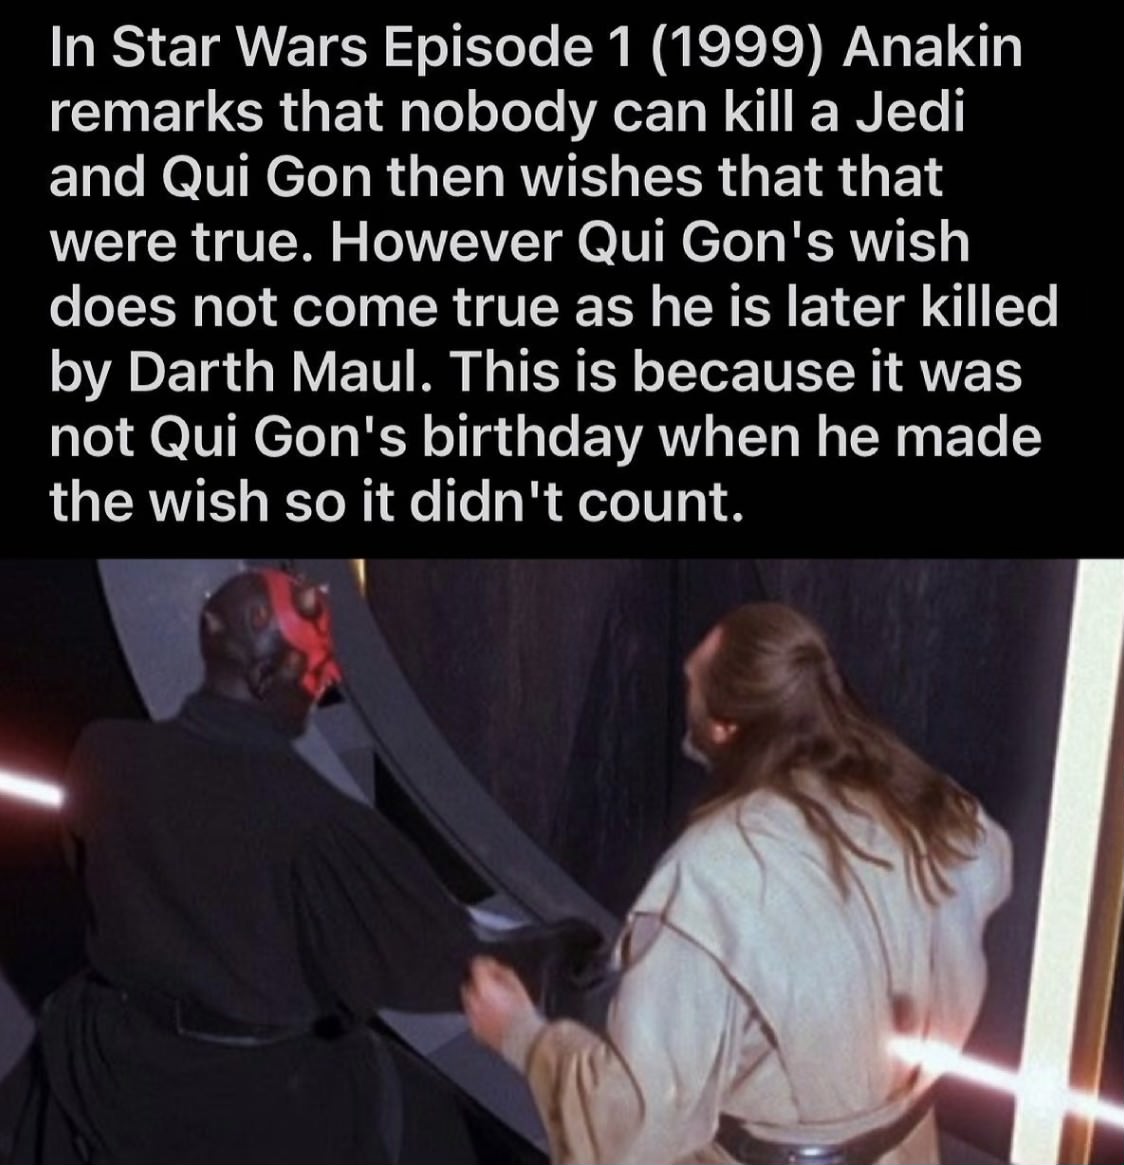 In Star Wars Episode 1 (1999) Anakin
remarks that nobody can kill a Jedi
and Qui Gon then wishes that that
were true. However Qui Gon's wish
does not come true as he is later killed
by Darth Maul. This is because it was
not Qui Gon's birthday when he made
the wish so it didn't count.